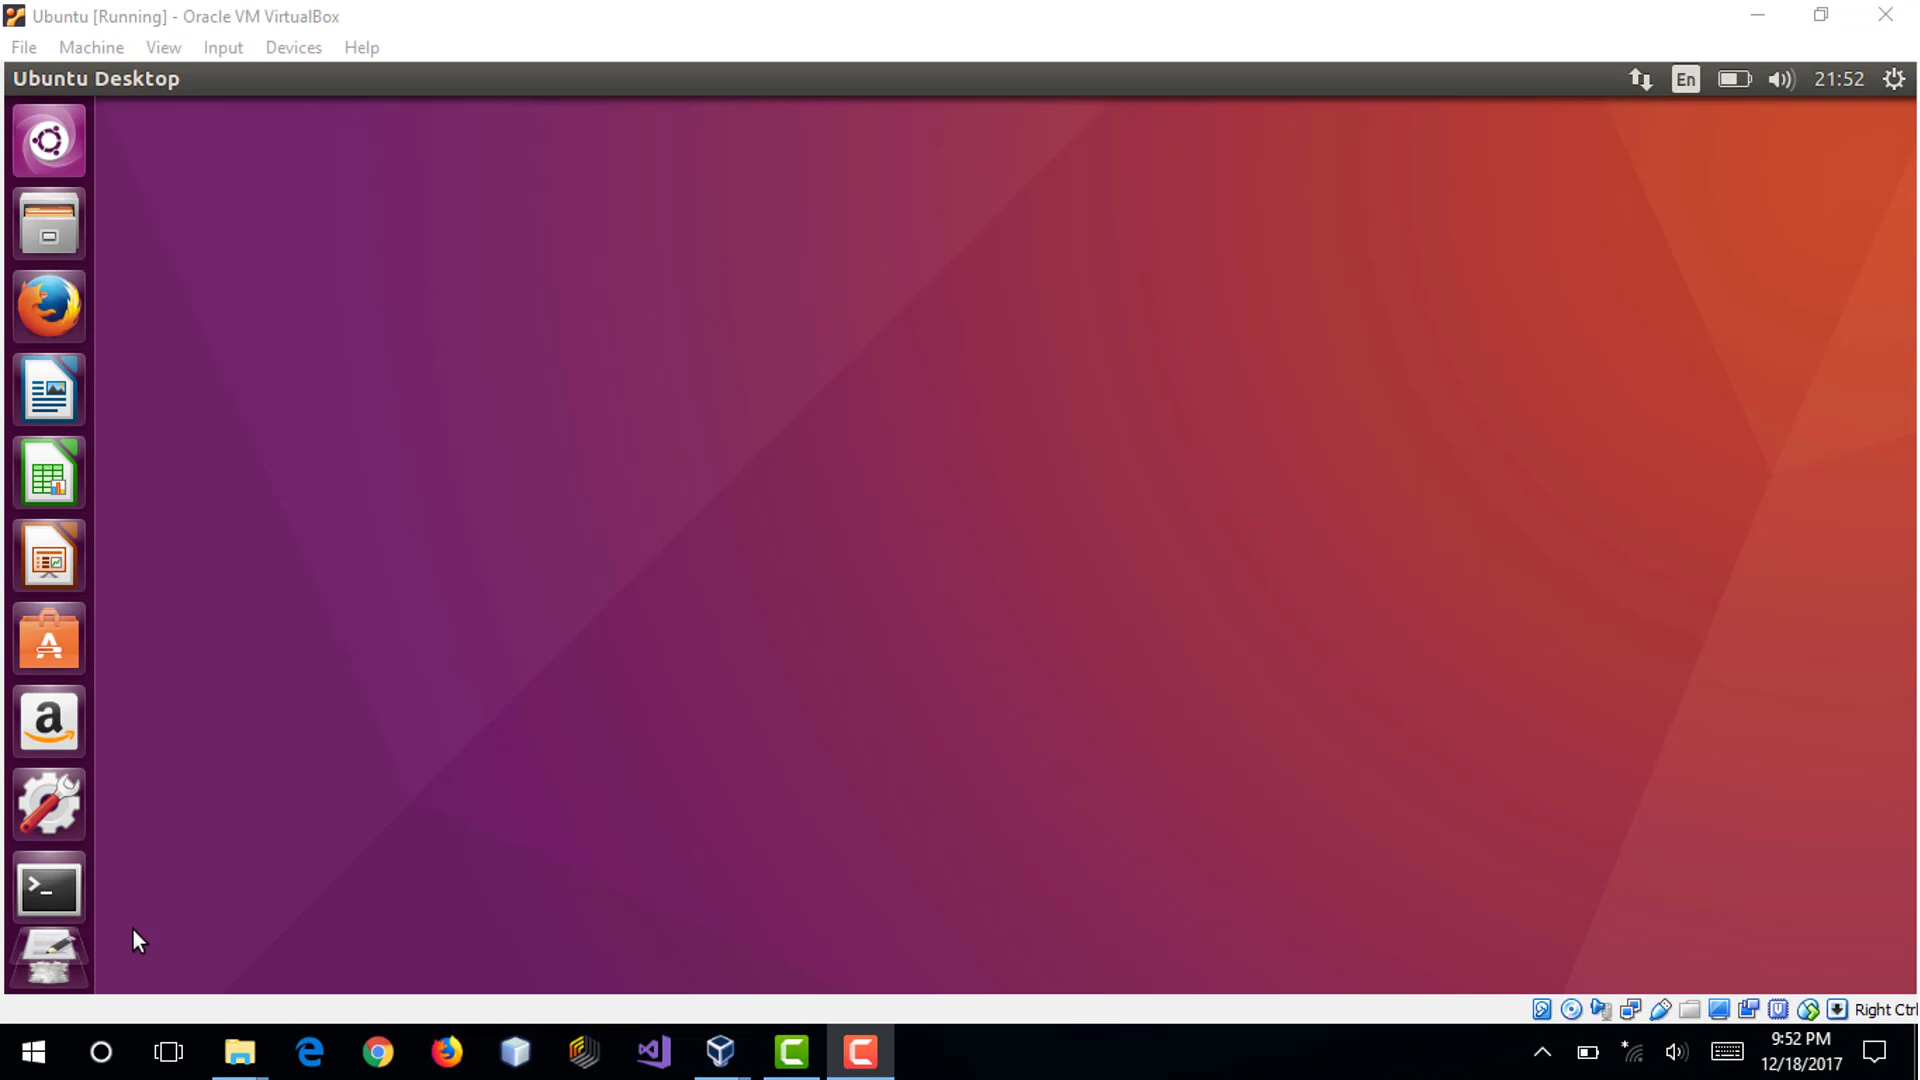 Ubuntu [Running] - Oracle VM VirtualBox
File Machine View Input Devices Help
Ubuntu Desktop En 21:52
Right Ctrl
9:52 PM
12/18/2017